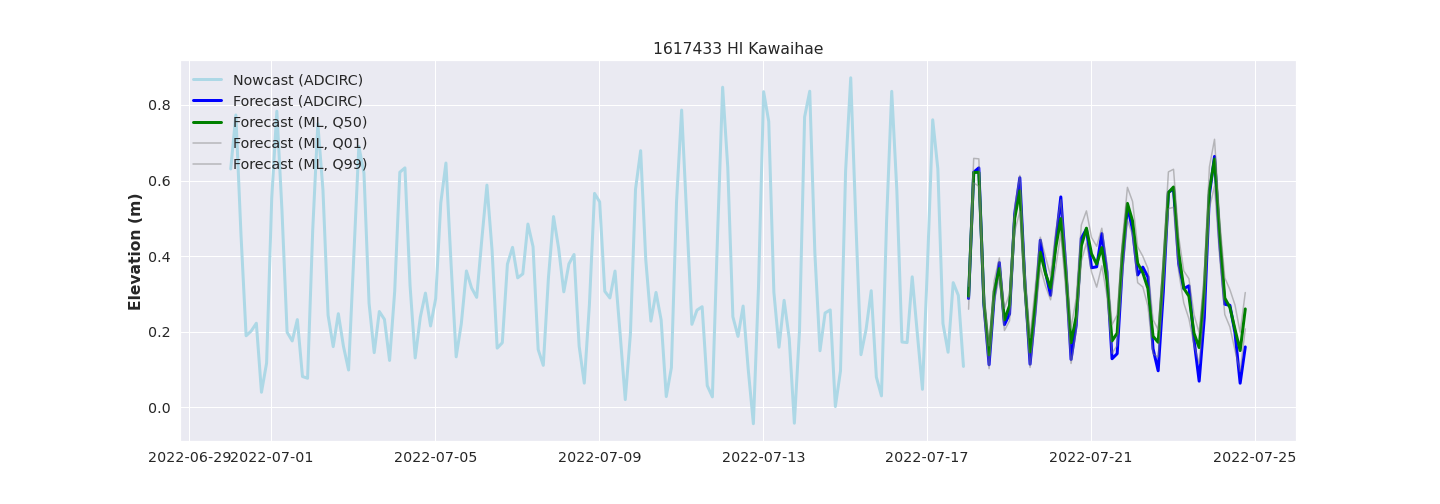 1617433 HI Kawaihae
Nowcast (ADCIRC)
Forecast (ADCIRC)
Forecast (ML, Q50)
Forecast (ML, Q01)
Forecast (ML, Q99)
Elevation (m)
0.8
0.6
0.4
0.2
0.0
2022-06-29 2022-07-01 2022-07-05 2022-07-09 2022-07-13 2022-07-17 2022-07-21 2022-07-25